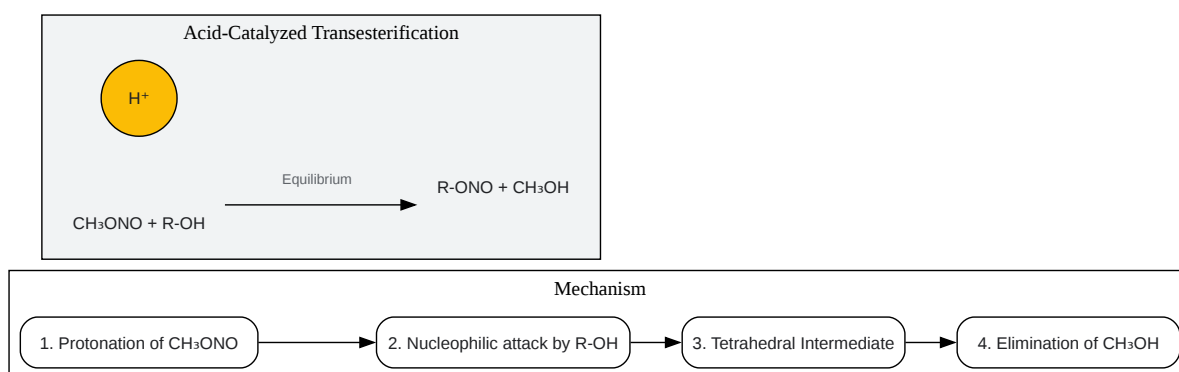 Acid-Catalyzed Transesterification
H⁺
Equilibrium
R-ONO + CH₃OH
CH₃ONO + R-OH
Mechanism
1. Protonation of CH₃ONO
2. Nucleophilic attack by R-OH
3. Tetrahedral Intermediate
4. Elimination of CH₃OH